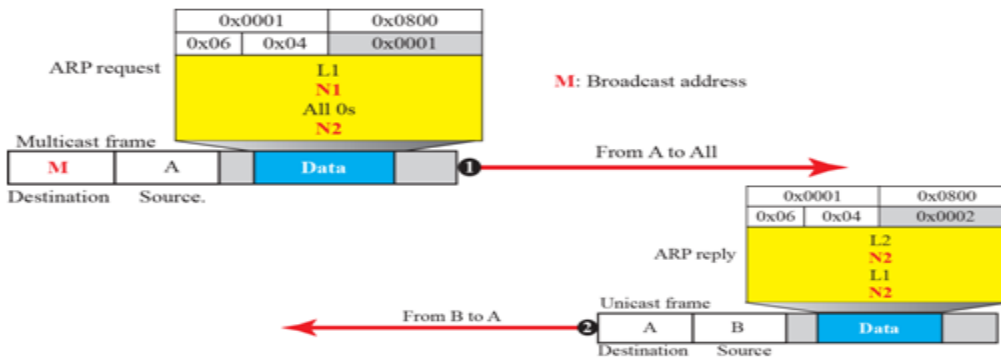 0x0001 0x0800
0x06 0x04 0x0001
ARP request
L1
N1
All 0s
N2
M: Broadcast address
Multicast frame
M A Data 1
From A to All
Destination Source.
0x0001 0x0800
0x06 0x04 0x0002
ARP reply
L2
N2
L1
N2
Unicast frame
From B to A
2 A B Data
Destination Source